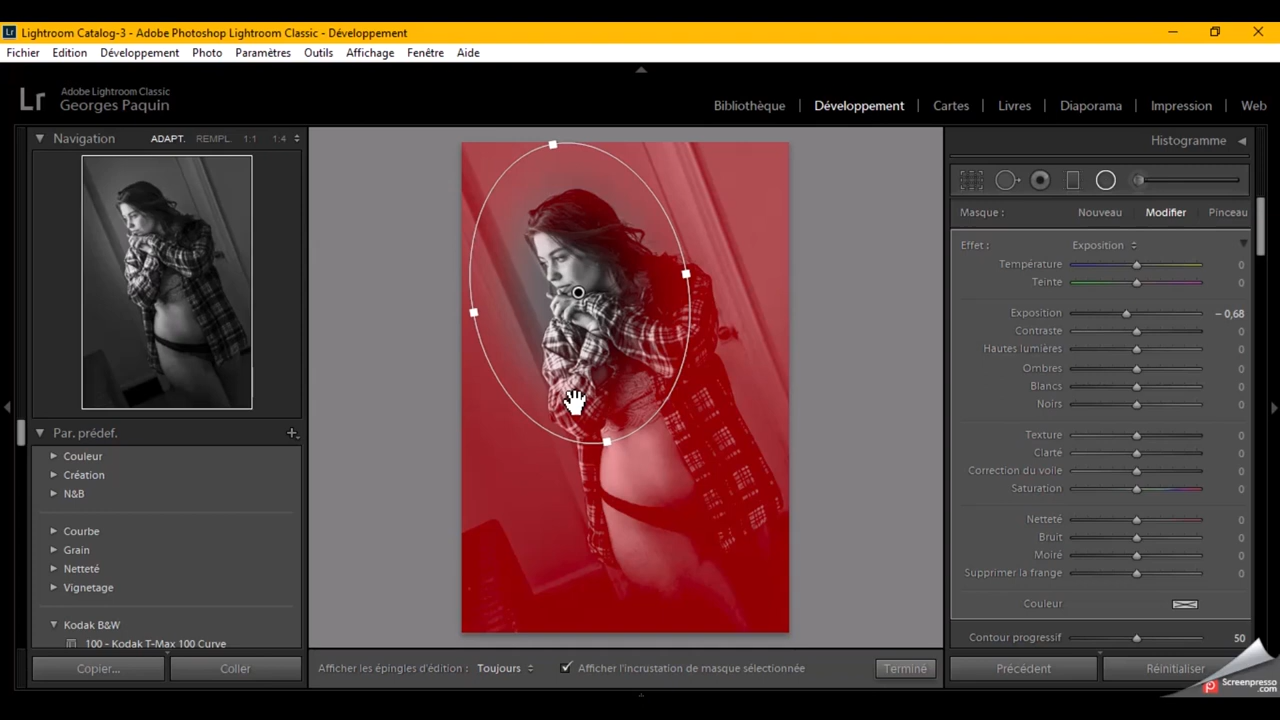 Lightroom Catalog-3 - Adobe Photoshop Lightroom Classic - Développement
Fichier Edition Développement Photo Paramètres Outils Affichage Fenêtre Aide
Lr Adobe Lightroom Classic
Georges Paquin
Bibliothèque Développement Cartes Livres Diaporama Impression Web
Navigation ADAPT. REMPL. 1:1 1:4
Histogramme
Masque : Nouveau Modifier Pinceau
Effet : Exposition
Température 0
Teinte 0
Exposition – 0,68
Contraste 0
Hautes lumières 0
Ombres 0
Blancs 0
Noirs 0
Texture 0
Clarté 0
Correction du voile 0
Saturation 0
Netteté 0
Bruit 0
Moiré 0
Supprimer la frange 0
Couleur
Contour progressif 50
Par. prédef.
Couleur
Création
N&B
Courbe
Grain
Netteté
Vignetage
Kodak B&W
100 - Kodak T-Max 100 Curve
Copier... Coller
Afficher les épingles d'édition : Toujours Afficher l'incrustation de masque sélectionnée Terminé
Précédent Réinitialiser
Screenpresso
.com